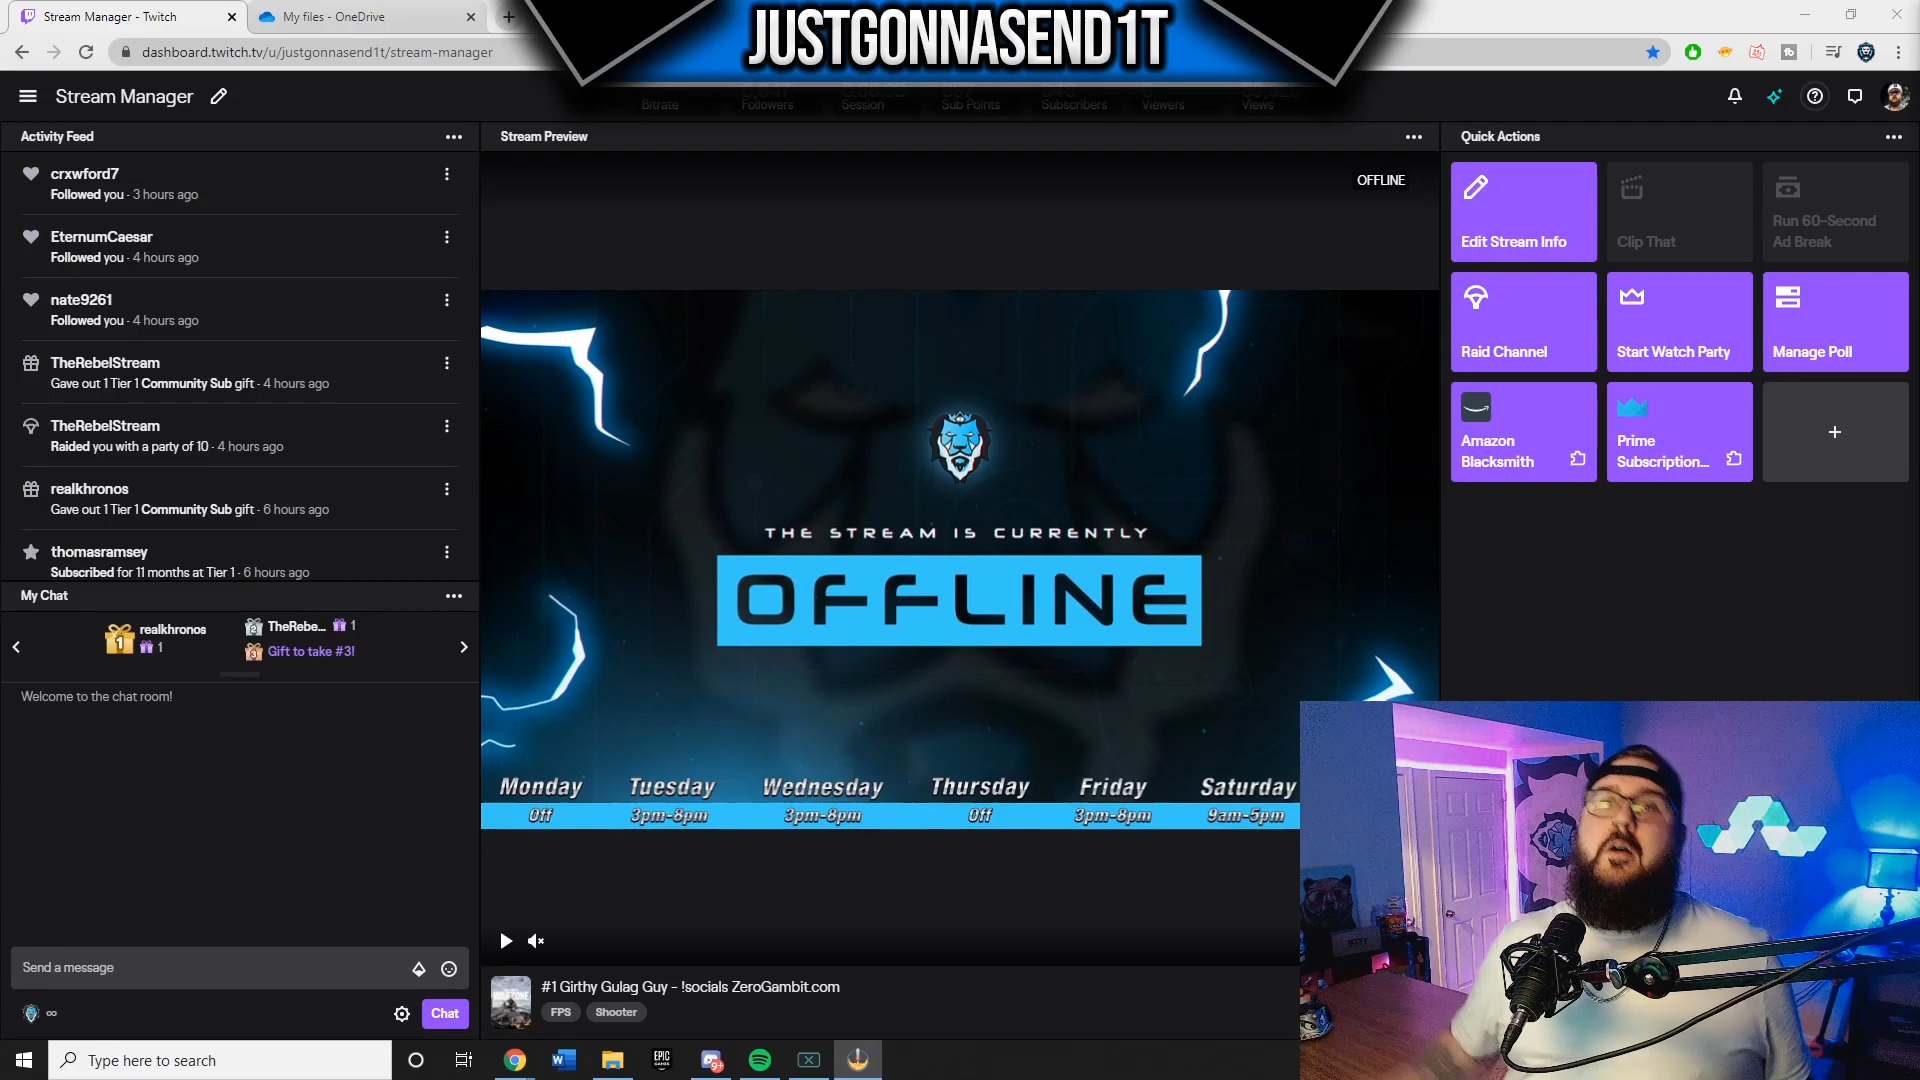 Stream Manager - Twitch
My files - OneDrive
JUSTGONNASEND1T
dashboard.twitch.tv/u/justgonnasend1t/stream-manager
Stream Manager
Bitrate
Followers
Session
Sub Points
Subscribers
Viewers
Views
Activity Feed
crxwford7
Followed you - 3 hours ago
EternumCaesar
Followed you - 4 hours ago
nate9261
Followed you - 4 hours ago
TheRebelStream
Gave out 1 Tier 1 Community Sub gift - 4 hours ago
TheRebelStream
Raided you with a party of 10 - 4 hours ago
realkhronos
Gave out 1 Tier 1 Community Sub gift - 6 hours ago
thomasramsey
Subscribed for 11 months at Tier 1 - 6 hours ago
My Chat
1
realkhronos
1
TheRebe... 1
Gift to take #3!
Welcome to the chat room!
Send a message
Chat
Stream Preview
OFFLINE
THE STREAM IS CURRENTLY
OFFLINE
Monday Tuesday Wednesday Thursday Friday Saturday
Off 3pm-8pm 3pm-8pm Off 3pm-8pm 9am-5pm
WARZONE
#1 Girthy Gulag Guy - !socials ZeroGambit.com
FPS Shooter
Quick Actions
Edit Stream Info
Clip That
Run 60-Second
Ad Break
Raid Channel
Start Watch Party
Manage Poll
Amazon
Blacksmith
Prime
Subscription...
Type here to search
EPIC
GAMES
9+